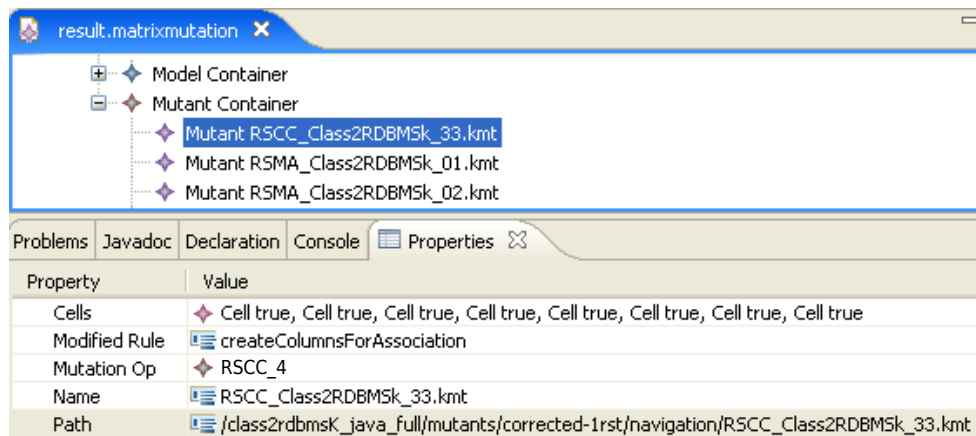 result.matrixmutation
Model Container
Mutant Container
Mutant RSCC_Class2RDBMSk_33.kmt
Mutant RSMA_Class2RDBMSk_01.kmt
Mutant RSMA_Class2RDBMSk_02.kmt
Problems Javadoc Declaration Console Properties
Property Value
Cells Cell true, Cell true, Cell true, Cell true, Cell true, Cell true, Cell true, Cell true
Modified Rule createColumnsForAssociation
Mutation Op RSCC_4
Name RSCC_Class2RDBMSk_33.kmt
Path /class2rdbmsK_java_full/mutants/corrected-1rst/navigation/RSCC_Class2RDBMSk_33.kmt